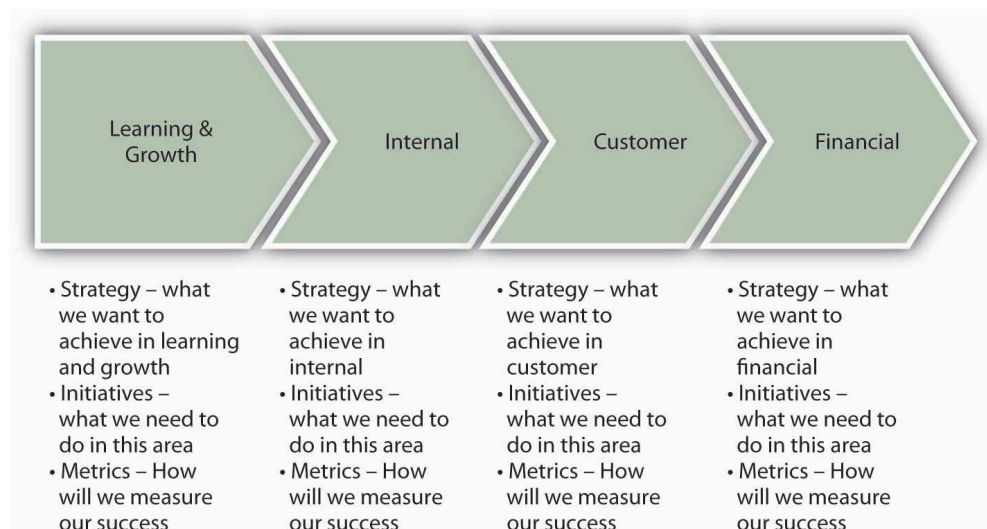 Learning &
Growth
Internal
Customer
Financial
• Strategy – what
we want to
achieve in learning
and growth
• Initiatives –
what we need to
do in this area
• Metrics – How
will we measure
our success
• Strategy – what
we want to
achieve in
internal
• Initiatives –
what we need to
do in this area
• Metrics – How
will we measure
our success
• Strategy – what
we want to
achieve in
customer
• Initiatives –
what we need to
do in this area
• Metrics – How
will we measure
our success
• Strategy – what
we want to
achieve in
financial
• Initiatives –
what we need to
do in this area
• Metrics – How
will we measure
our success